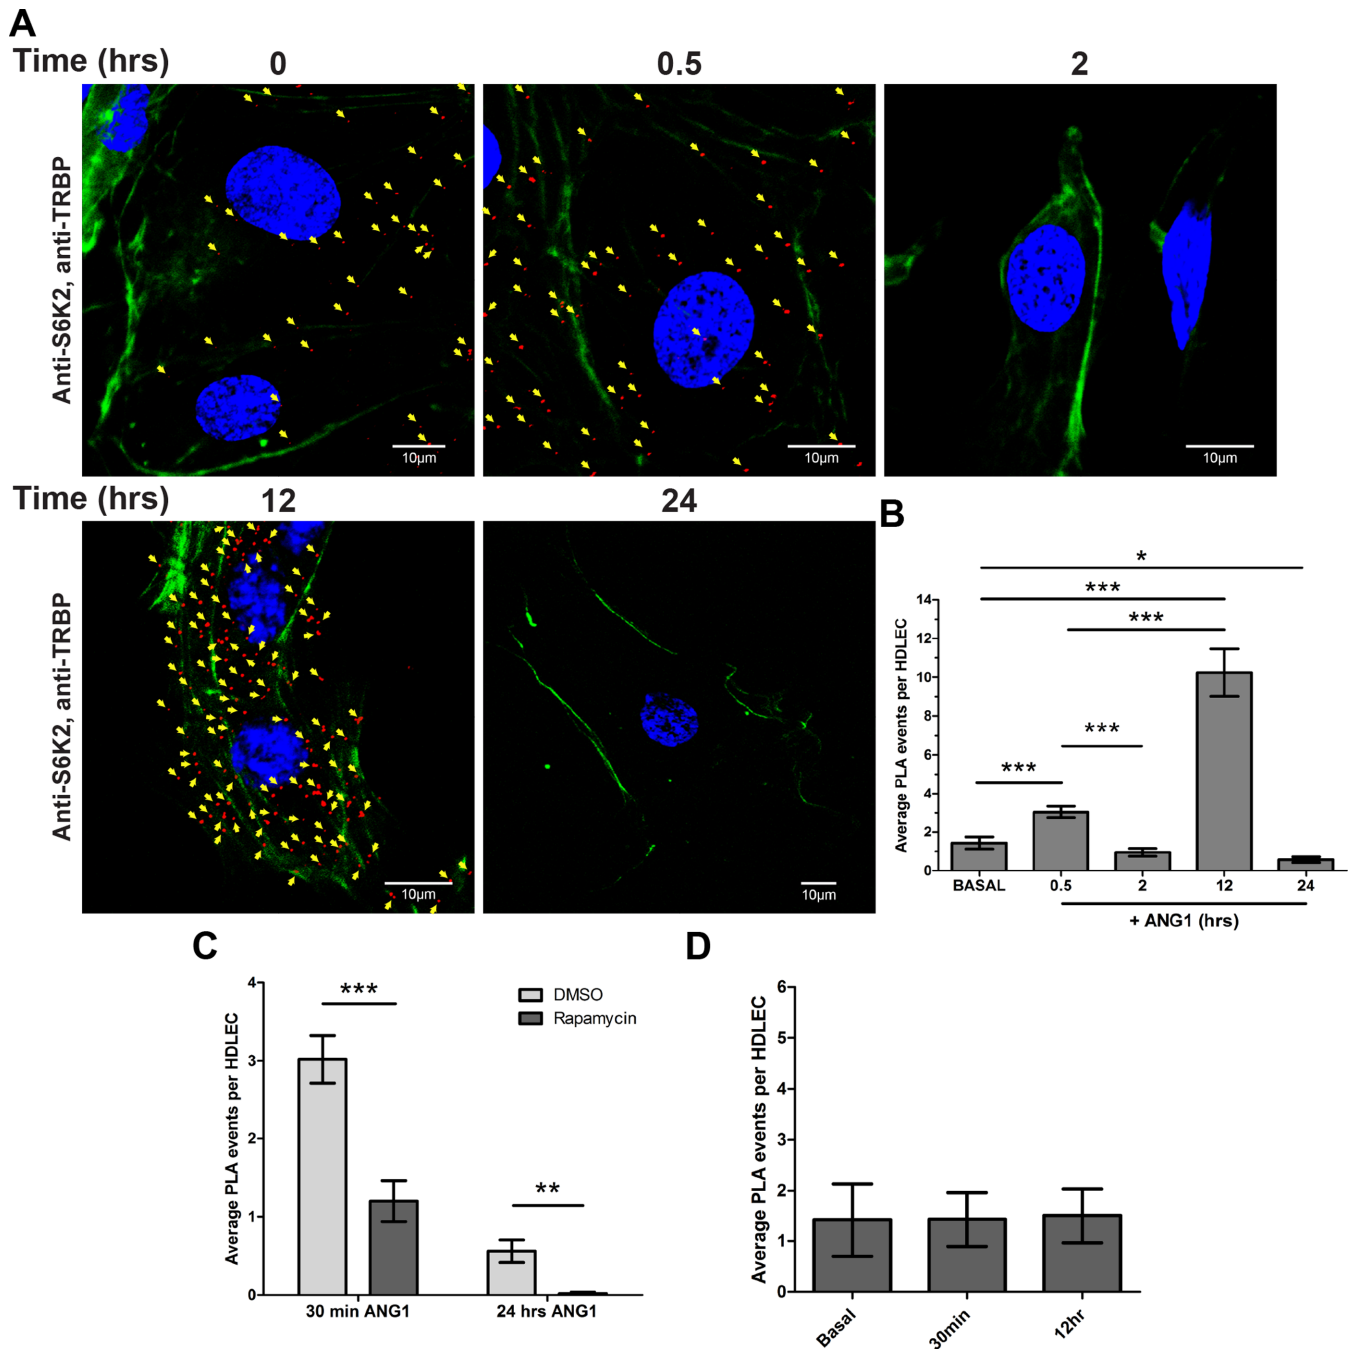 A
Time (hrs) 0 0.5 2
Anti-S6K2, anti-TRBP
10μm 10μm 10μm
Time (hrs) 12 24
Anti-S6K2, anti-TRBP
10μm 10μm
B
*
***
***
***
***
Average PLA events per HDLEC
14
12
10
8
6
4
2
0
BASAL 0.5 2 12 24
+ ANG1 (hrs)
C
Average PLA events per HDLEC
4
3
2
1
0
***
**
DMSO
Rapamycin
30 min ANG1 24 hrs ANG1
D
Average PLA events per HDLEC
6
5
4
3
2
1
0
Basal 30min 12hr